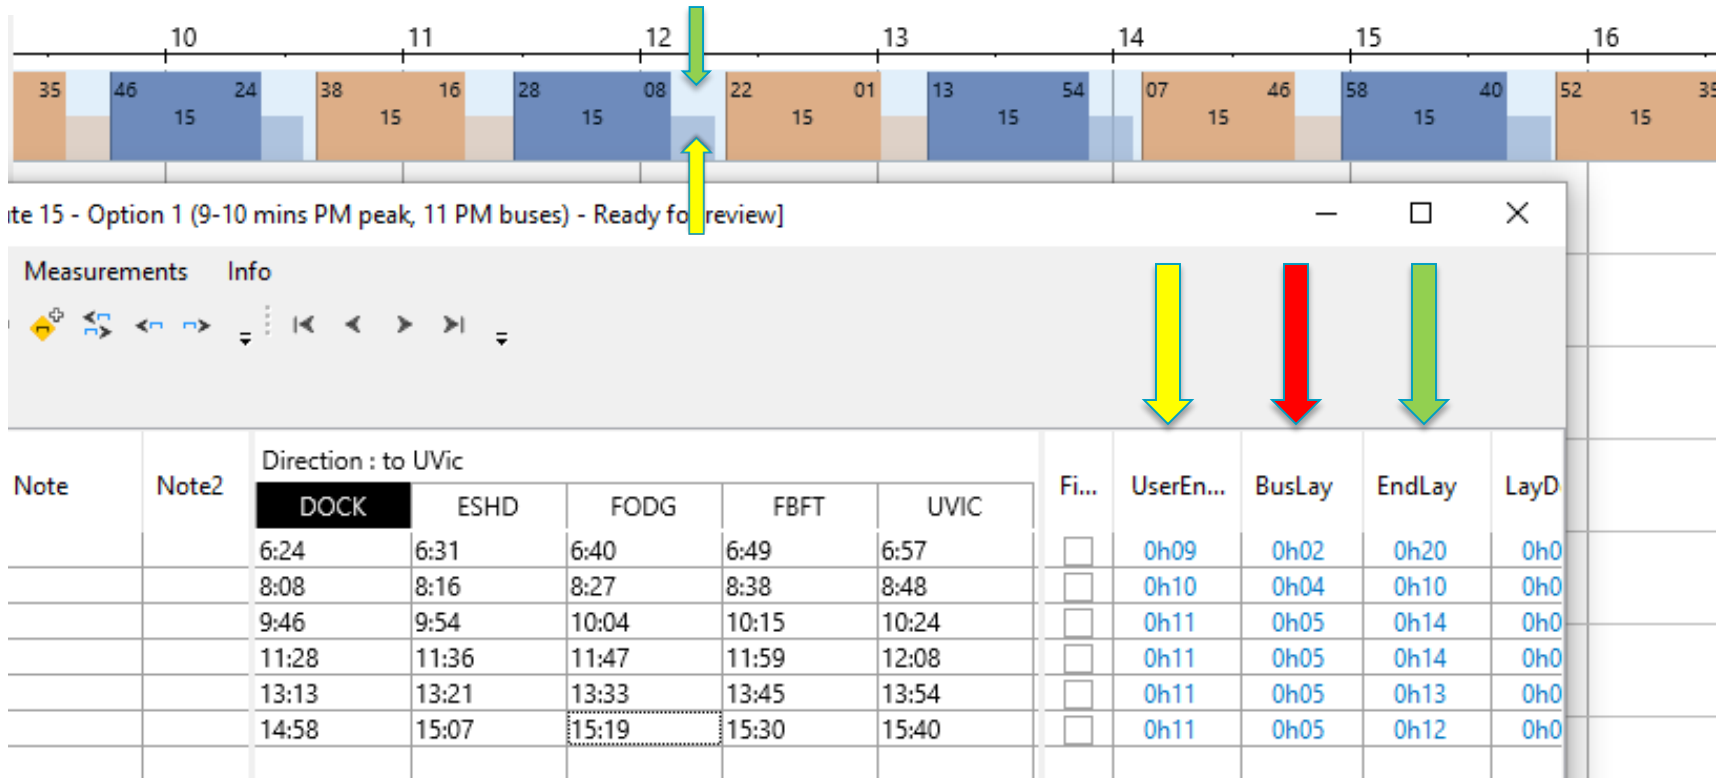 10 11 12 13 14 15 16
35 46 24 38 16 28 08 22 01 13 54 07 46 58 40 52 35
15 15 15 15 15 15 15 15
te 15 - Option 1 (9-10 mins PM peak, 11 PM buses) - Ready fo review]
Measurements Info
Direction : to UVic
Note Note2 DOCK ESHD FODG FBFT UVIC Fi... UserEn... BusLay EndLay LayD
6:24 6:31 6:40 6:49 6:57 0h09 0h02 0h20 0h0
8:08 8:16 8:27 8:38 8:48 0h10 0h04 0h10 0h0
9:46 9:54 10:04 10:15 10:24 0h11 0h05 0h14 0h0
11:28 11:36 11:47 11:59 12:08 0h11 0h05 0h14 0h0
13:13 13:21 13:33 13:45 13:54 0h11 0h05 0h13 0h0
14:58 15:07 15:19 15:30 15:40 0h11 0h05 0h12 0h0